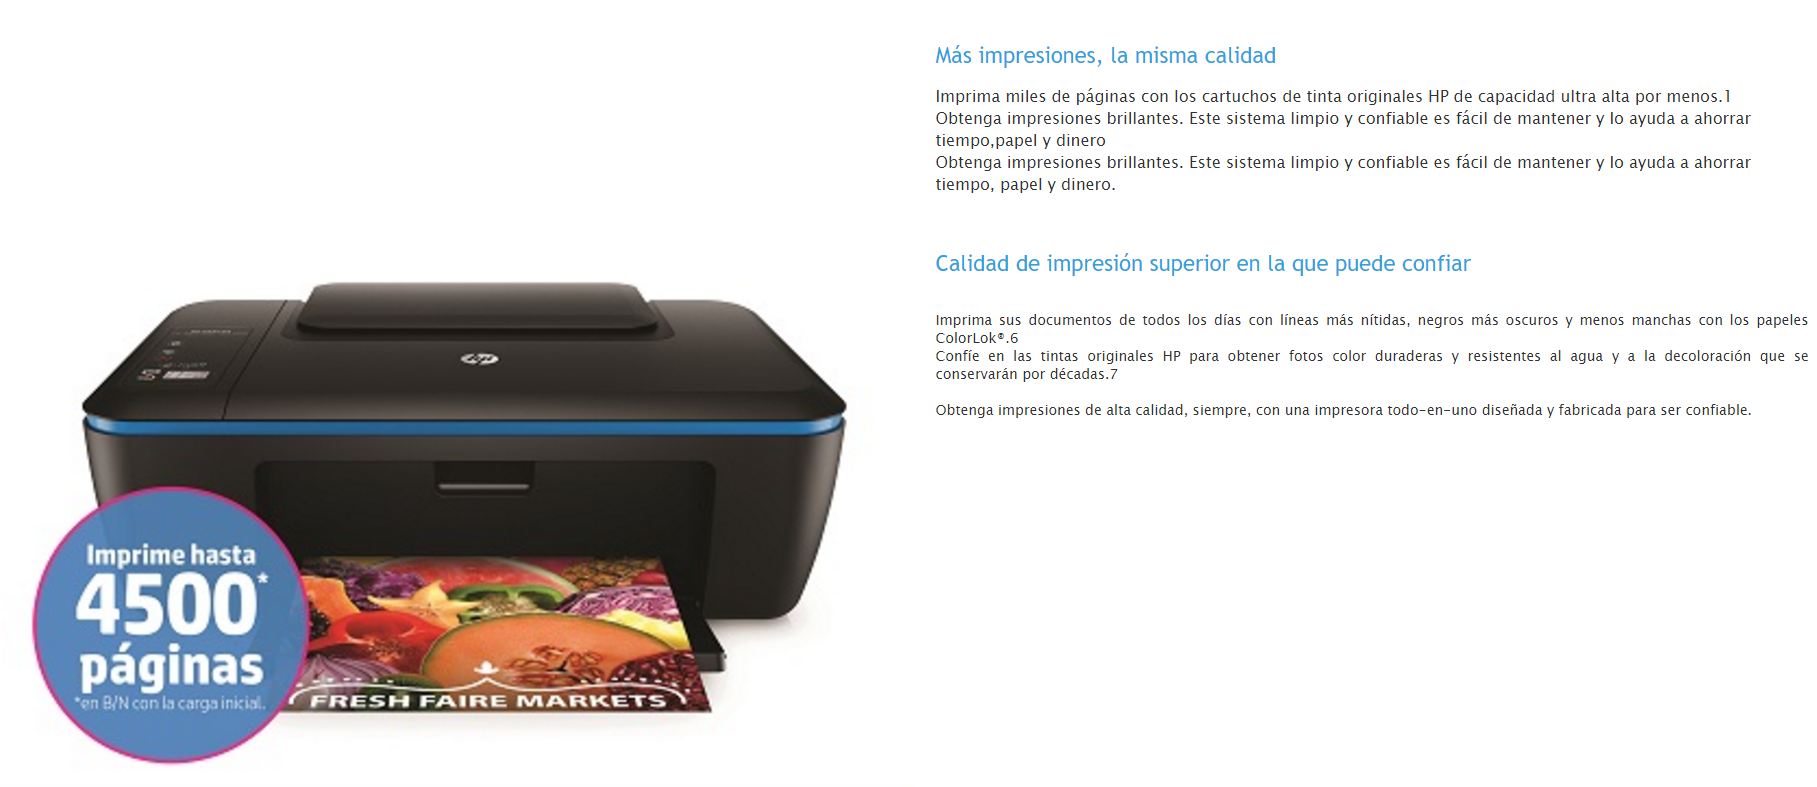 Más impresiones, la misma calidad
Imprima miles de páginas con los cartuchos de tinta originales HP de capacidad ultra alta por menos.1
Obtenga impresiones brillantes. Este sistema limpio y confiable es fácil de mantener y lo ayuda a ahorrar
tiempo,papel y dinero
Obtenga impresiones brillantes. Este sistema limpio y confiable es fácil de mantener y lo ayuda a ahorrar
tiempo, papel y dinero.
Calidad de impresión superior en la que puede confiar
Imprima sus documentos de todos los días con líneas más nítidas, negros más oscuros y menos manchas con los papeles
ColorLok®.6
Confíe en las tintas originales HP para obtener fotos color duraderas y resistentes al agua y a la decoloración que se
conservarán por décadas.7
Obtenga impresiones de alta calidad, siempre, con una impresora todo-en-uno diseñada y fabricada para ser confiable.
hp
Imprime hasta
4500*
páginas
*en B/N con la carga inicial.
FRESH FAIRE MARKETS